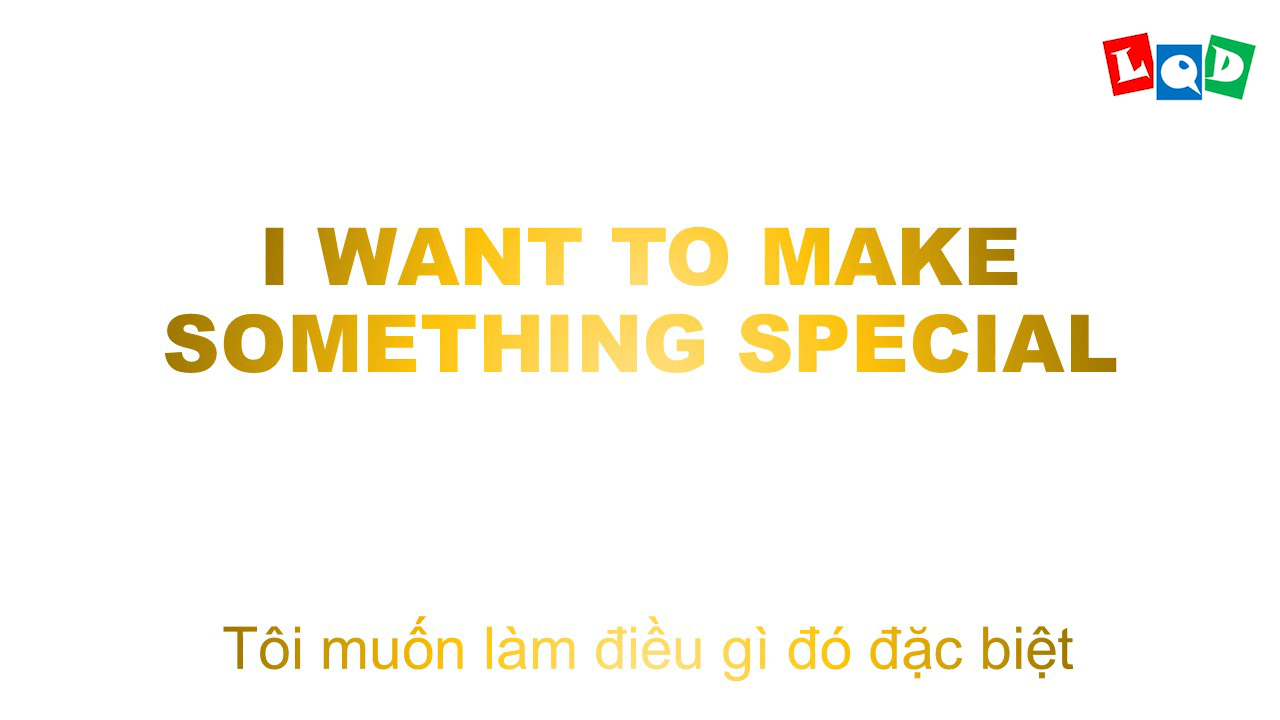 LQD
I WANT TO MAKE
SOMETHING SPECIAL
Tôi muốn làm điều gì đó đặc biệt